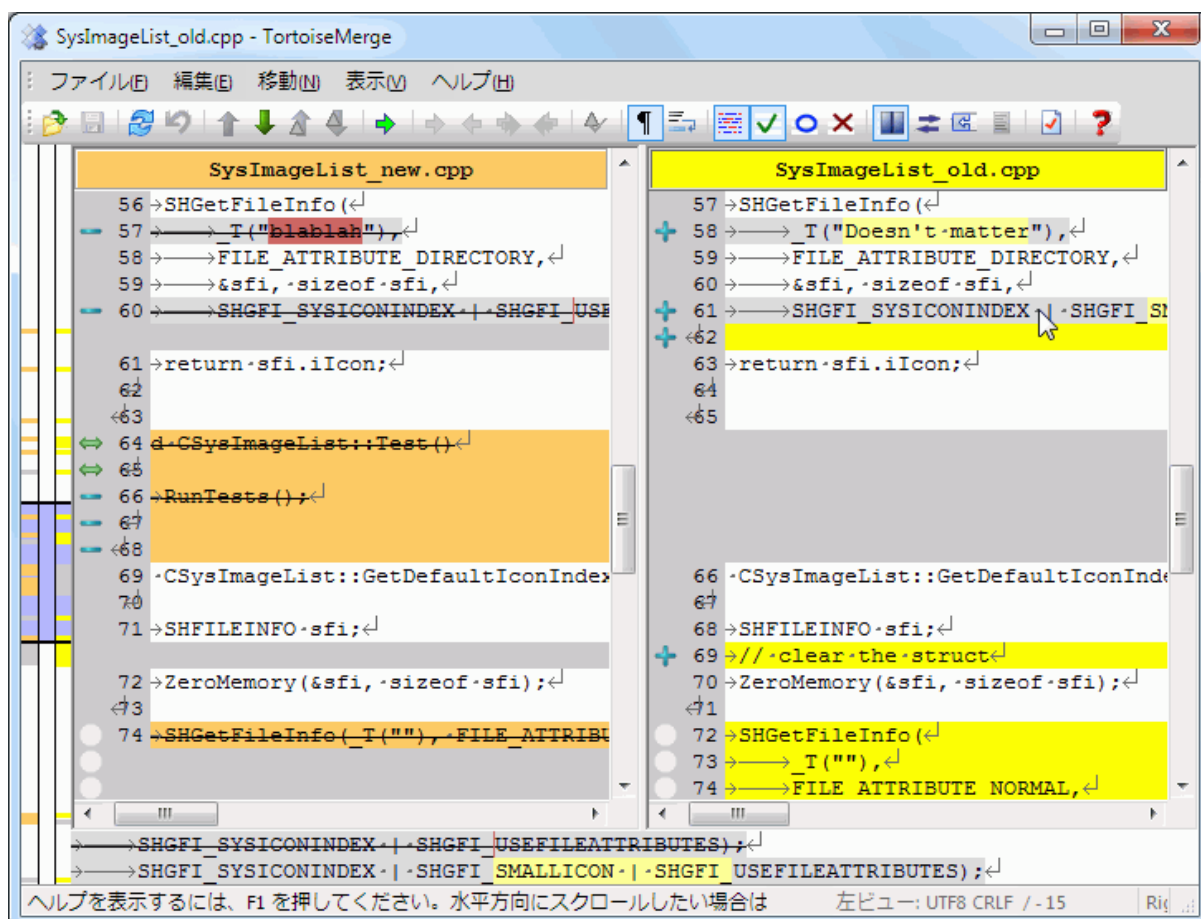 SysImageList_old.cpp - TortoiseMerge
ファイル(F) 編集(E) 移動(N) 表示(V) ヘルプ(H)
SysImageList_new.cpp
56 →SHGetFileInfo(↵
57 →――→_T("blablah"),↵
58 →――→FILE_ATTRIBUTE_DIRECTORY,↵
59 →――→&sfi,·sizeof·sfi,↵
60 →――→SHGFI_SYSICONINDEX·|·SHGFI_USE
61 →return·sfi.iIcon;↵
62
63
64 d·CSysImageList::Test()↵
65
66 →RunTests();↵
67
68
69 ·CSysImageList::GetDefaultIconIndex
70
71 →SHFILEINFO·sfi;↵
72 →ZeroMemory(&sfi,·sizeof·sfi);↵
73
74 →SHGetFileInfo(_T(""),·FILE_ATTRIBU
SysImageList_old.cpp
57 →SHGetFileInfo(↵
58 →――→_T("Doesn't·matter"),↵
59 →――→FILE_ATTRIBUTE_DIRECTORY,↵
60 →――→&sfi,·sizeof·sfi,↵
61 →――→SHGFI_SYSICONINDEX·|·SHGFI_SM
62
63 →return·sfi.iIcon;↵
64
65
66 ·CSysImageList::GetDefaultIconInde
67
68 →SHFILEINFO·sfi;↵
69 →//·clear·the·struct↵
70 →ZeroMemory(&sfi,·sizeof·sfi);↵
71
72 →SHGetFileInfo(↵
73 →――→_T(""),↵
74 →――→FILE_ATTRIBUTE_NORMAL,↵
→――→SHGFI_SYSICONINDEX·|·SHGFI_USEFILEATTRIBUTES);↵
→――→SHGFI_SYSICONINDEX·|·SHGFI_SMALLICON·|·SHGFI_USEFILEATTRIBUTES);↵
ヘルプを表示するには、F1 を押してください。水平方向にスクロールしたい場合は 左ビュー: UTF8 CRLF / - 15 Rig